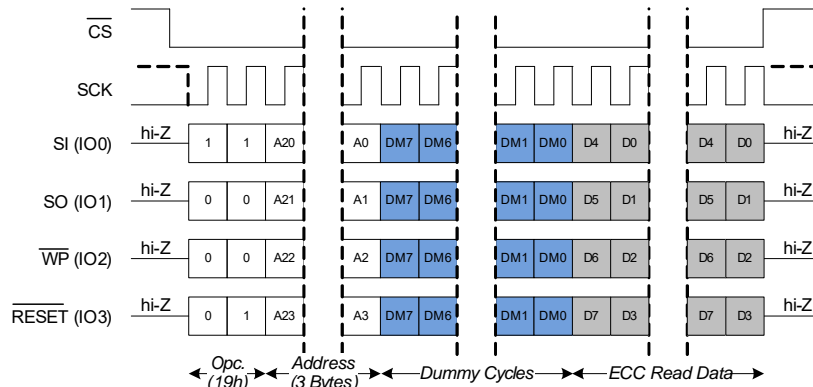 CS
SCK
SI (IO0) hi-Z 1 1 A20 A0 DM7 DM6 DM1 DM0 D4 D0 D4 D0 hi-Z
SO (IO1) hi-Z 0 0 A21 A1 DM7 DM6 DM1 DM0 D5 D1 D5 D1 hi-Z
WP (IO2) hi-Z 0 0 A22 A2 DM7 DM6 DM1 DM0 D6 D2 D6 D2 hi-Z
RESET (IO3) hi-Z 0 1 A23 A3 DM7 DM6 DM1 DM0 D7 D3 D7 D3 hi-Z
Opc. Address Dummy Cycles ECC Read Data
(19h) (3 Bytes)